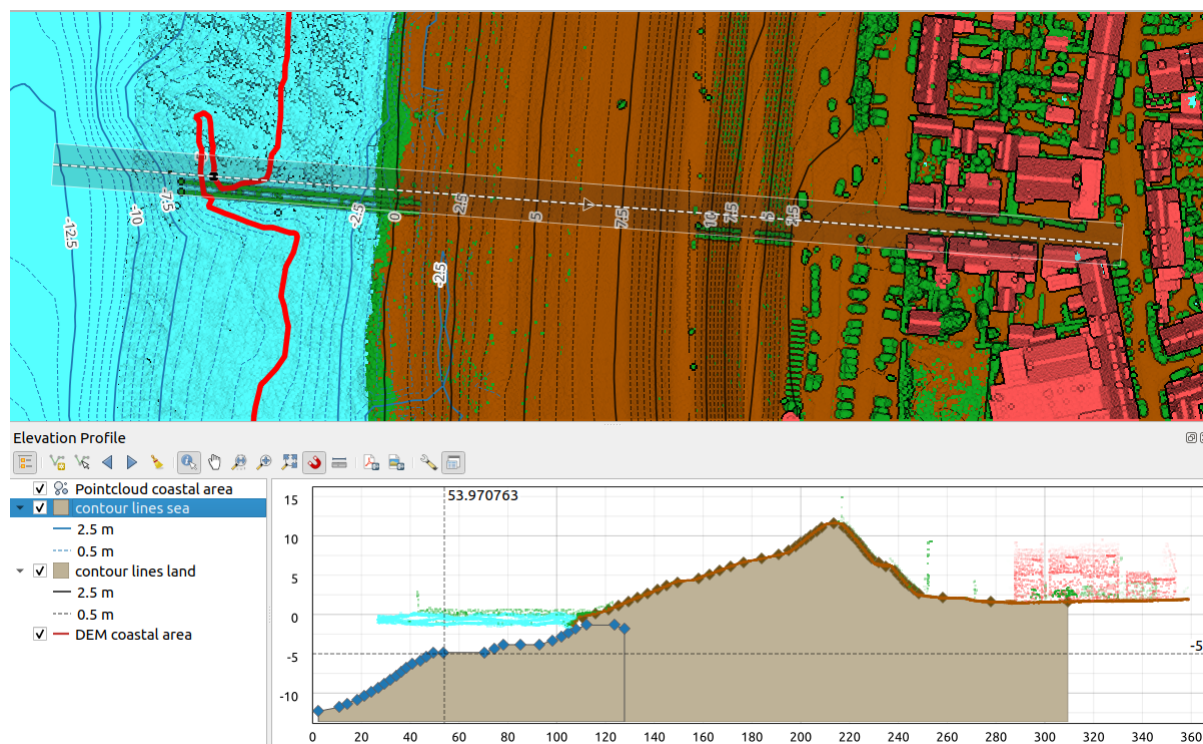 -12.5
-10
-7.5
-2.5
0
2.5
-2.5
5
7.5
10
7.5
5
2.5
Elevation Profile
Pointcloud coastal area
contour lines sea
2.5 m
0.5 m
contour lines land
2.5 m
0.5 m
DEM coastal area
53.970763
15
10
5
0
-5
-10
-5
0 20 40 60 80 100 120 140 160 180 200 220 240 260 280 300 320 340 360